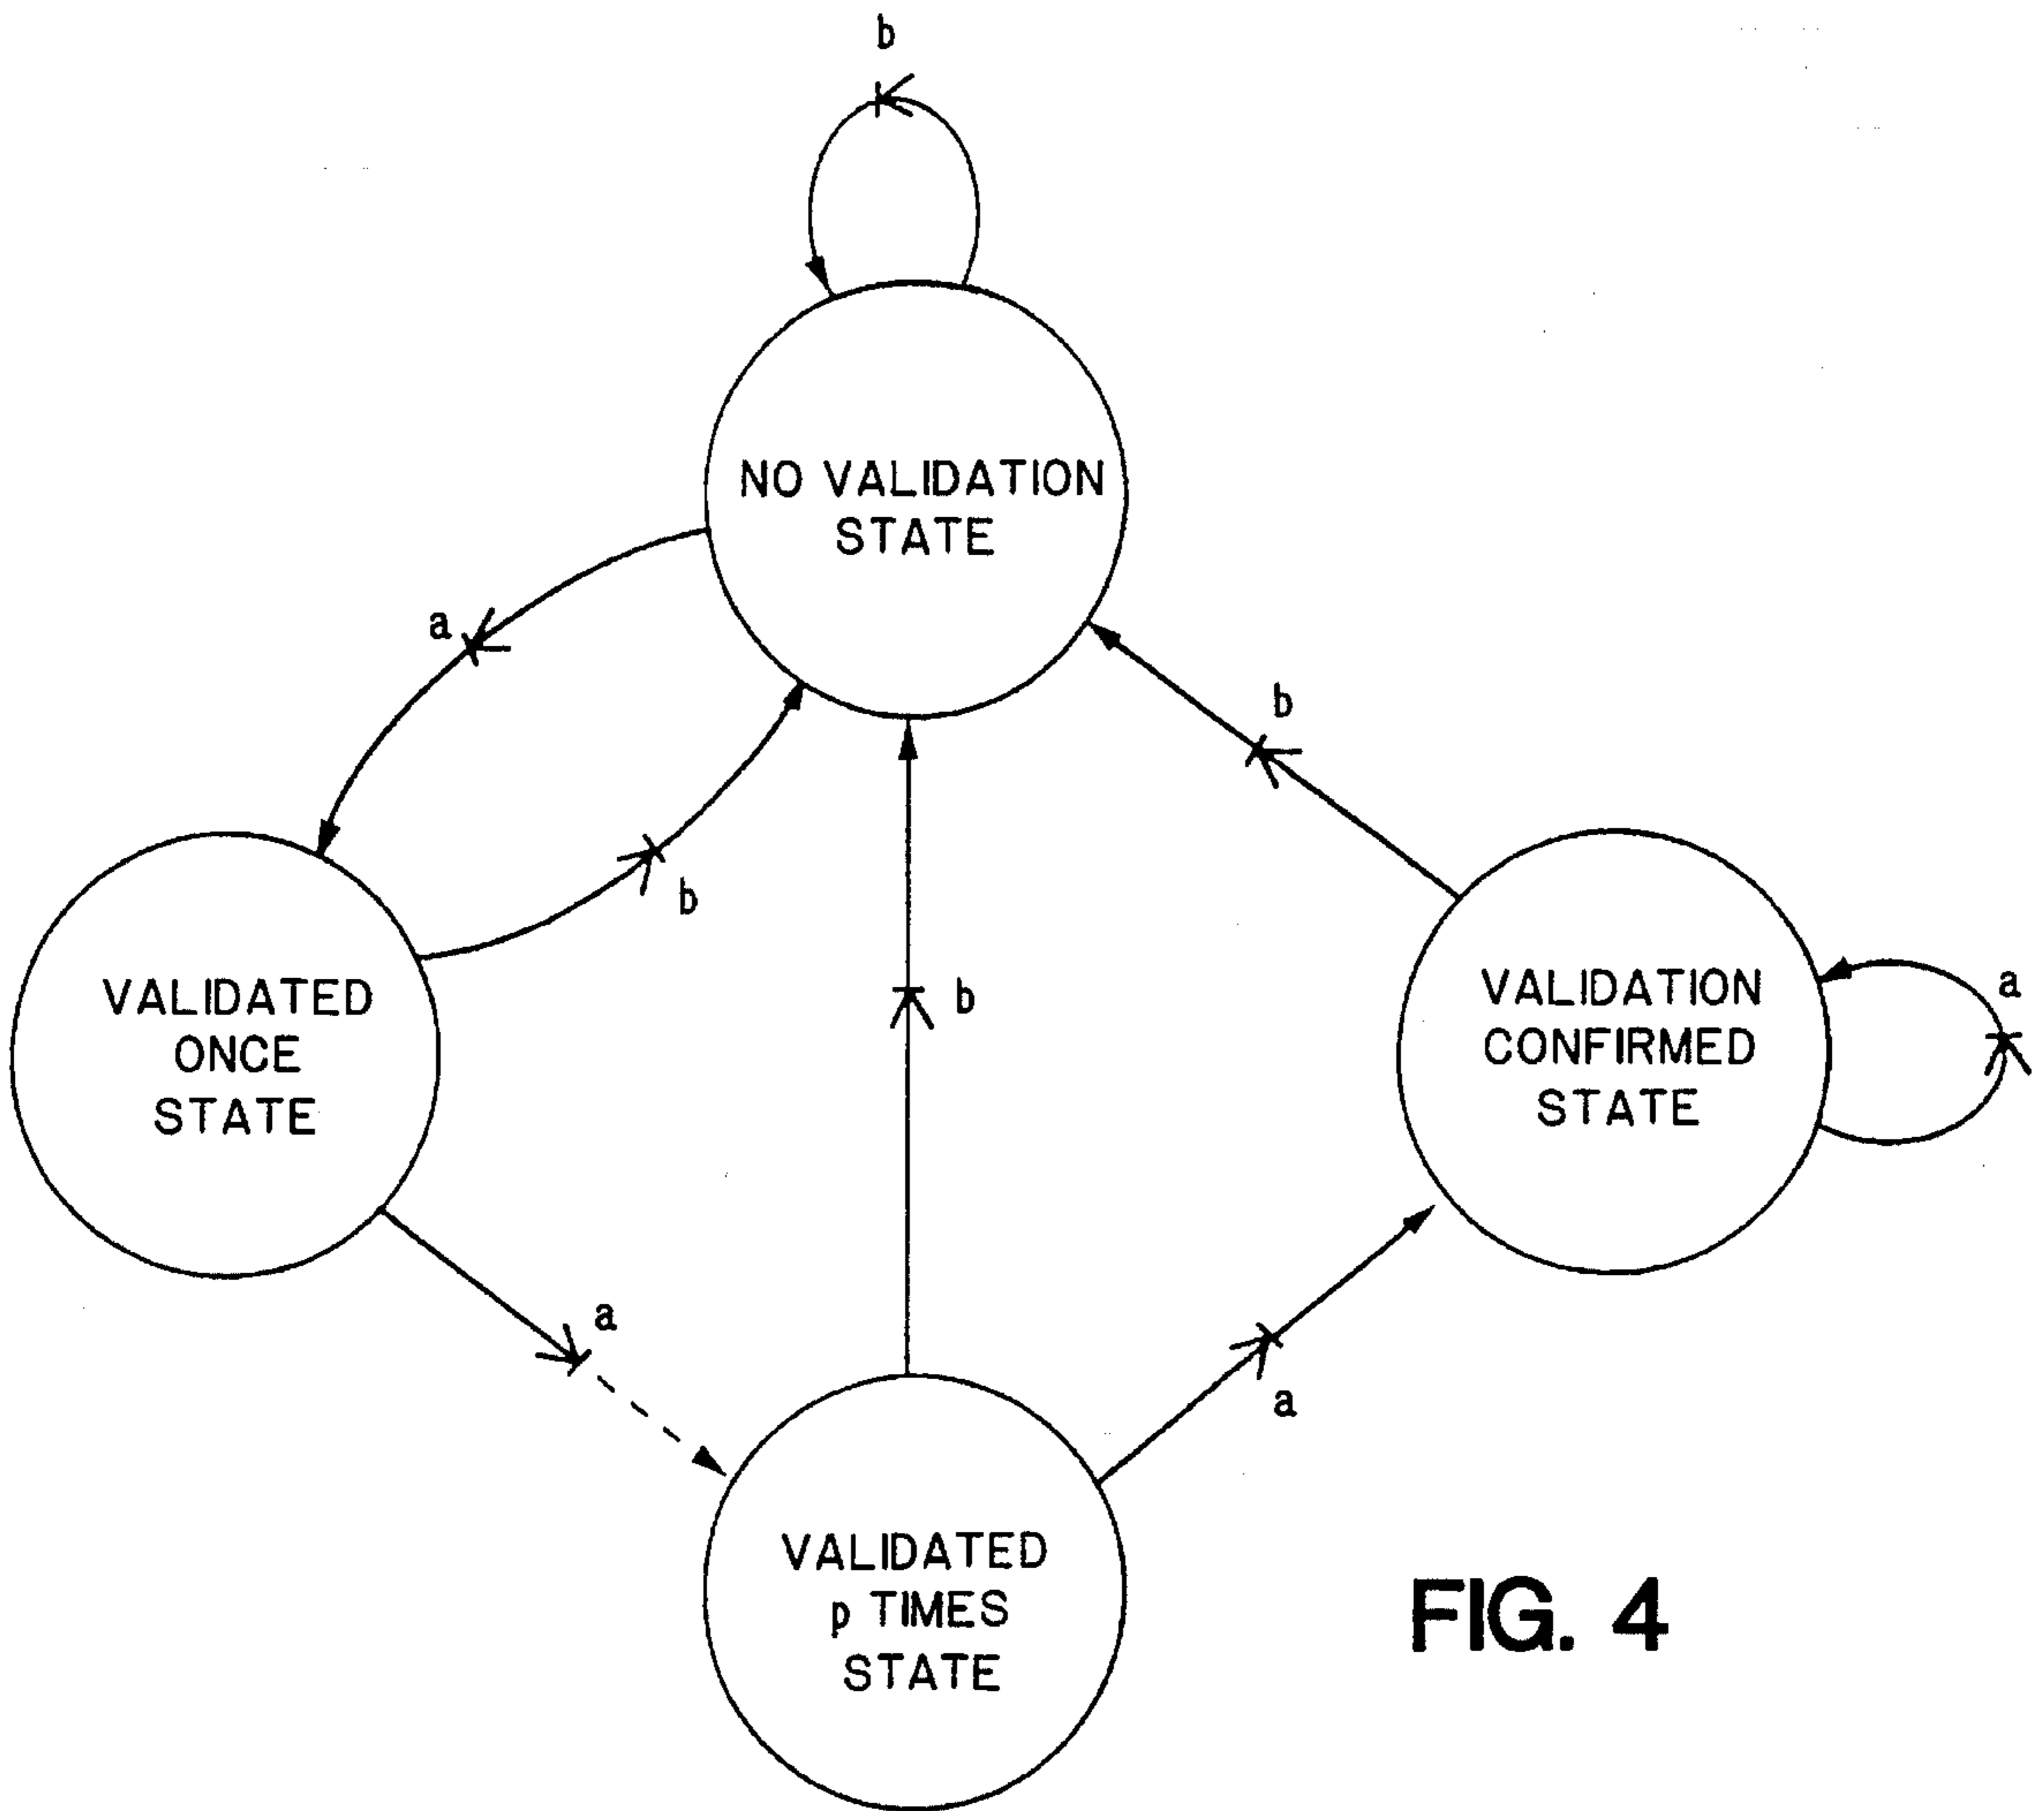 b
NO VALIDATION
STATE
a
b
b
b
VALIDATED
ONCE
STATE
VALIDATION
CONFIRMED
STATE
a
a
a
VALIDATED
p TIMES
STATE
FIG. 4